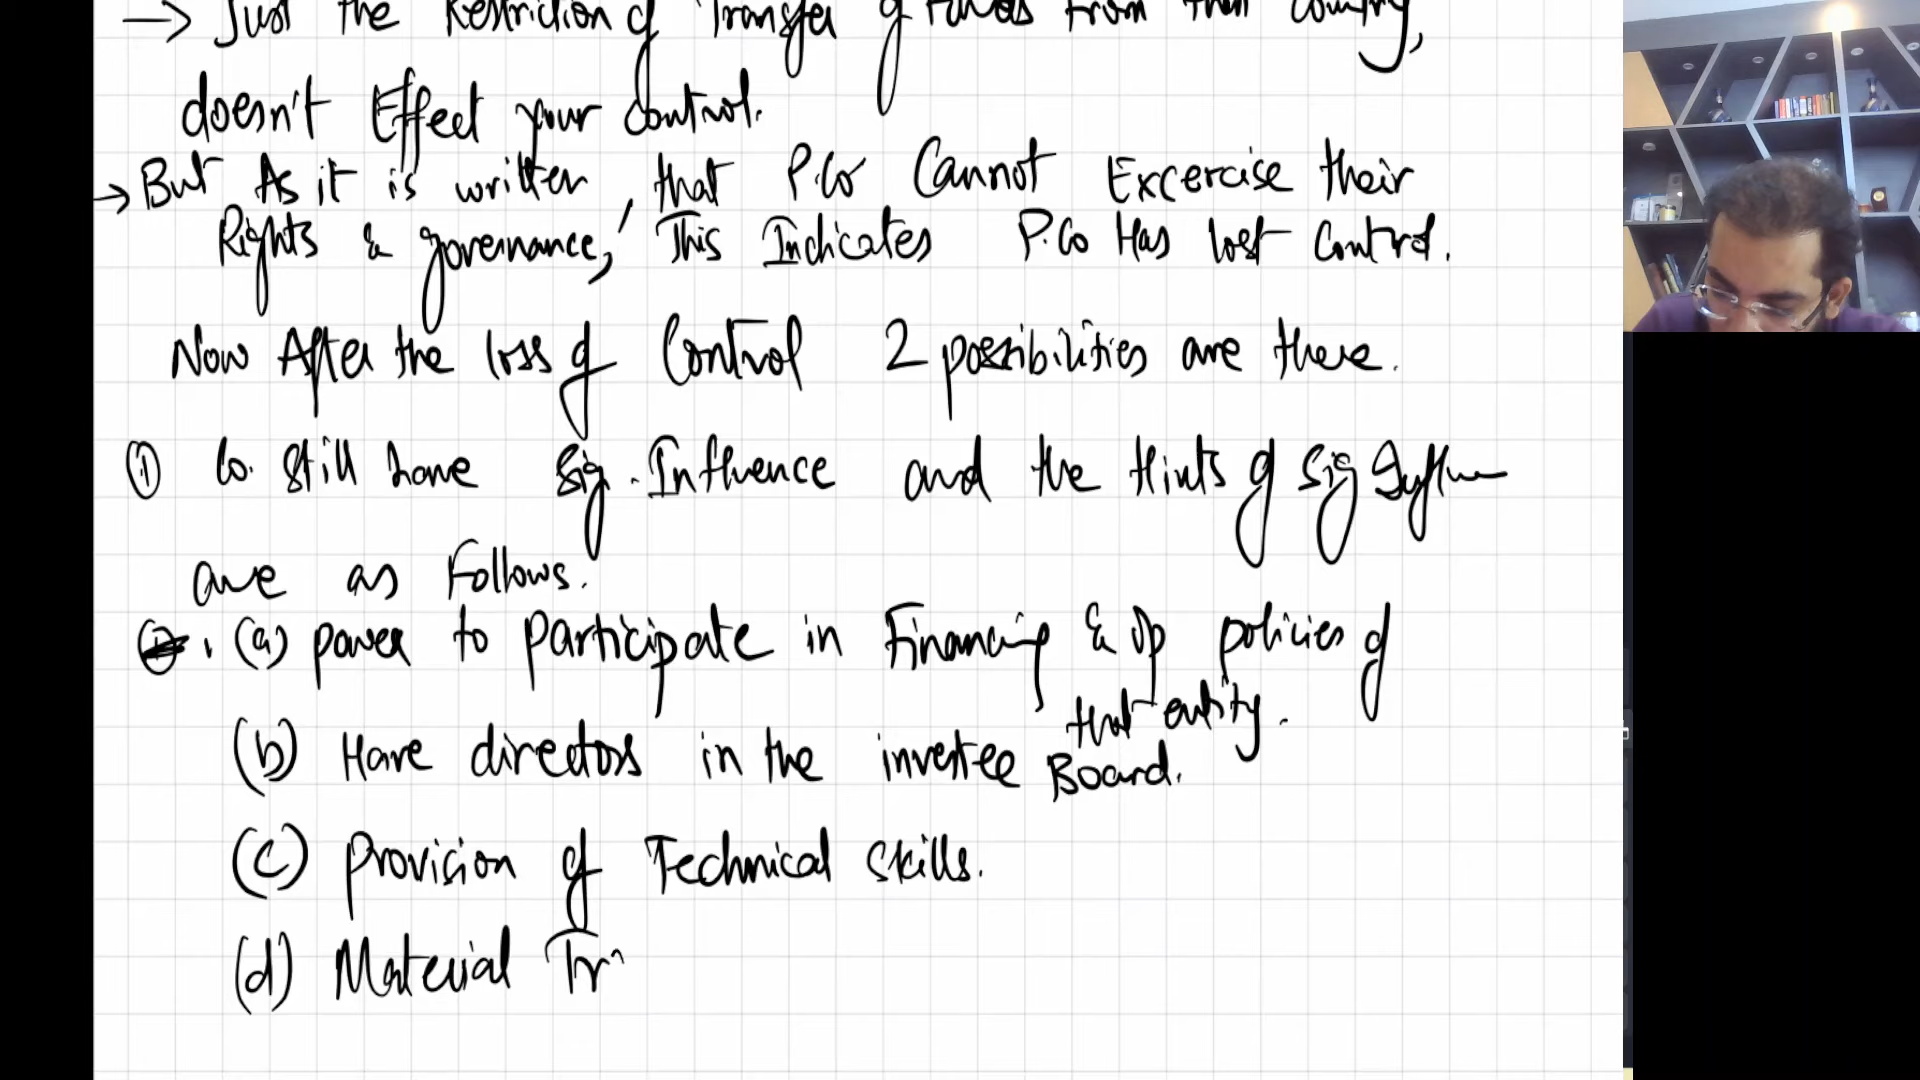 → Just the Restriction of Transfer of Funds from that Country,
doesn't Effect your control.
→ But As it is written, that P.Co Cannot Excercise their
Rights & governance, This Indicates P.Co Has lost Control.
Now After the loss of Control 2 possibilities are there.
① Co. Still have Sig. Influence and the Hints of Sig
are as Follows.
(a) power to participate in Financing & Op policies of
that entity.
(b) Have directors in the investee Board.
(c) Provision of Technical Skills.
(d) Material Tr